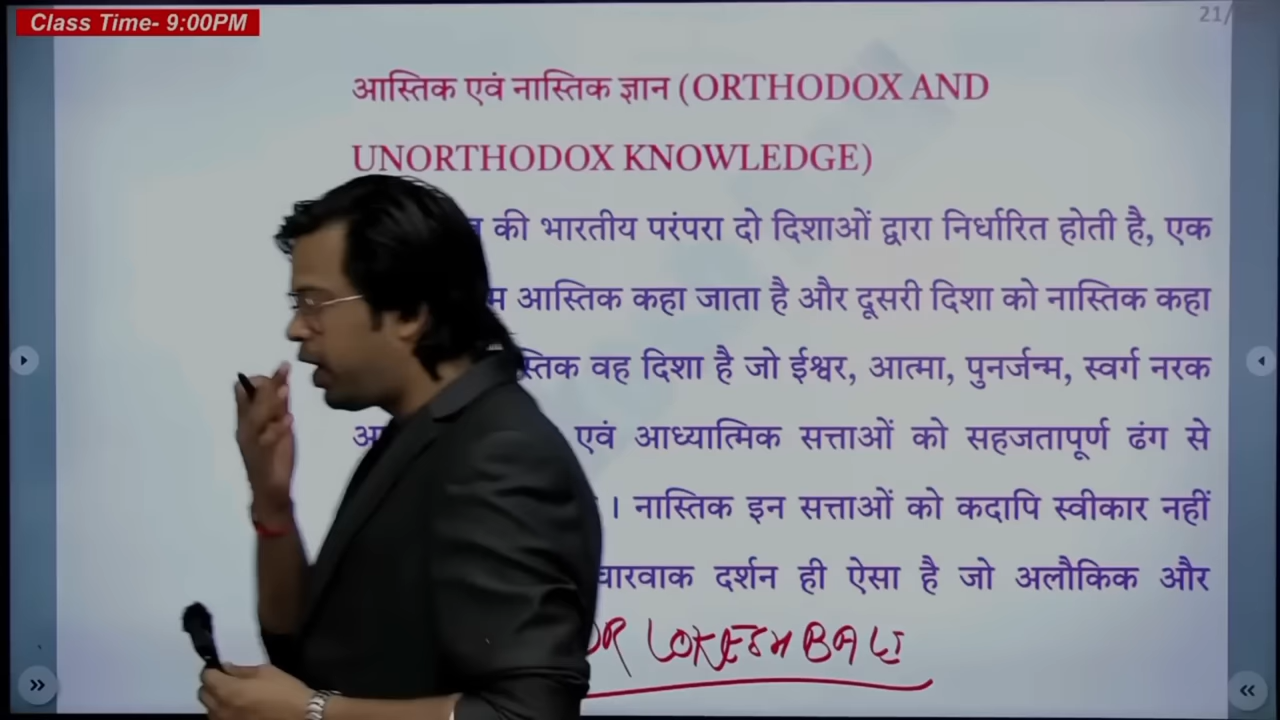 Class Time- 9:00PM
21/
आस्तिक एवं नास्तिक ज्ञान (ORTHODOX AND
UNORTHODOX KNOWLEDGE)
की भारतीय परंपरा दो दिशाओं द्वारा निर्धारित होती है, एक
आस्तिक कहा जाता है और दूसरी दिशा को नास्तिक कहा
वह दिशा है जो ईश्वर, आत्मा, पुनर्जन्म, स्वर्ग नरक
एवं आध्यात्मिक सत्ताओं को सहजतापूर्ण ढंग से
। नास्तिक इन सत्ताओं को कदापि स्वीकार नहीं
चारवाक दर्शन ही ऐसा है जो अलौकिक और
DR LOKESH BALI